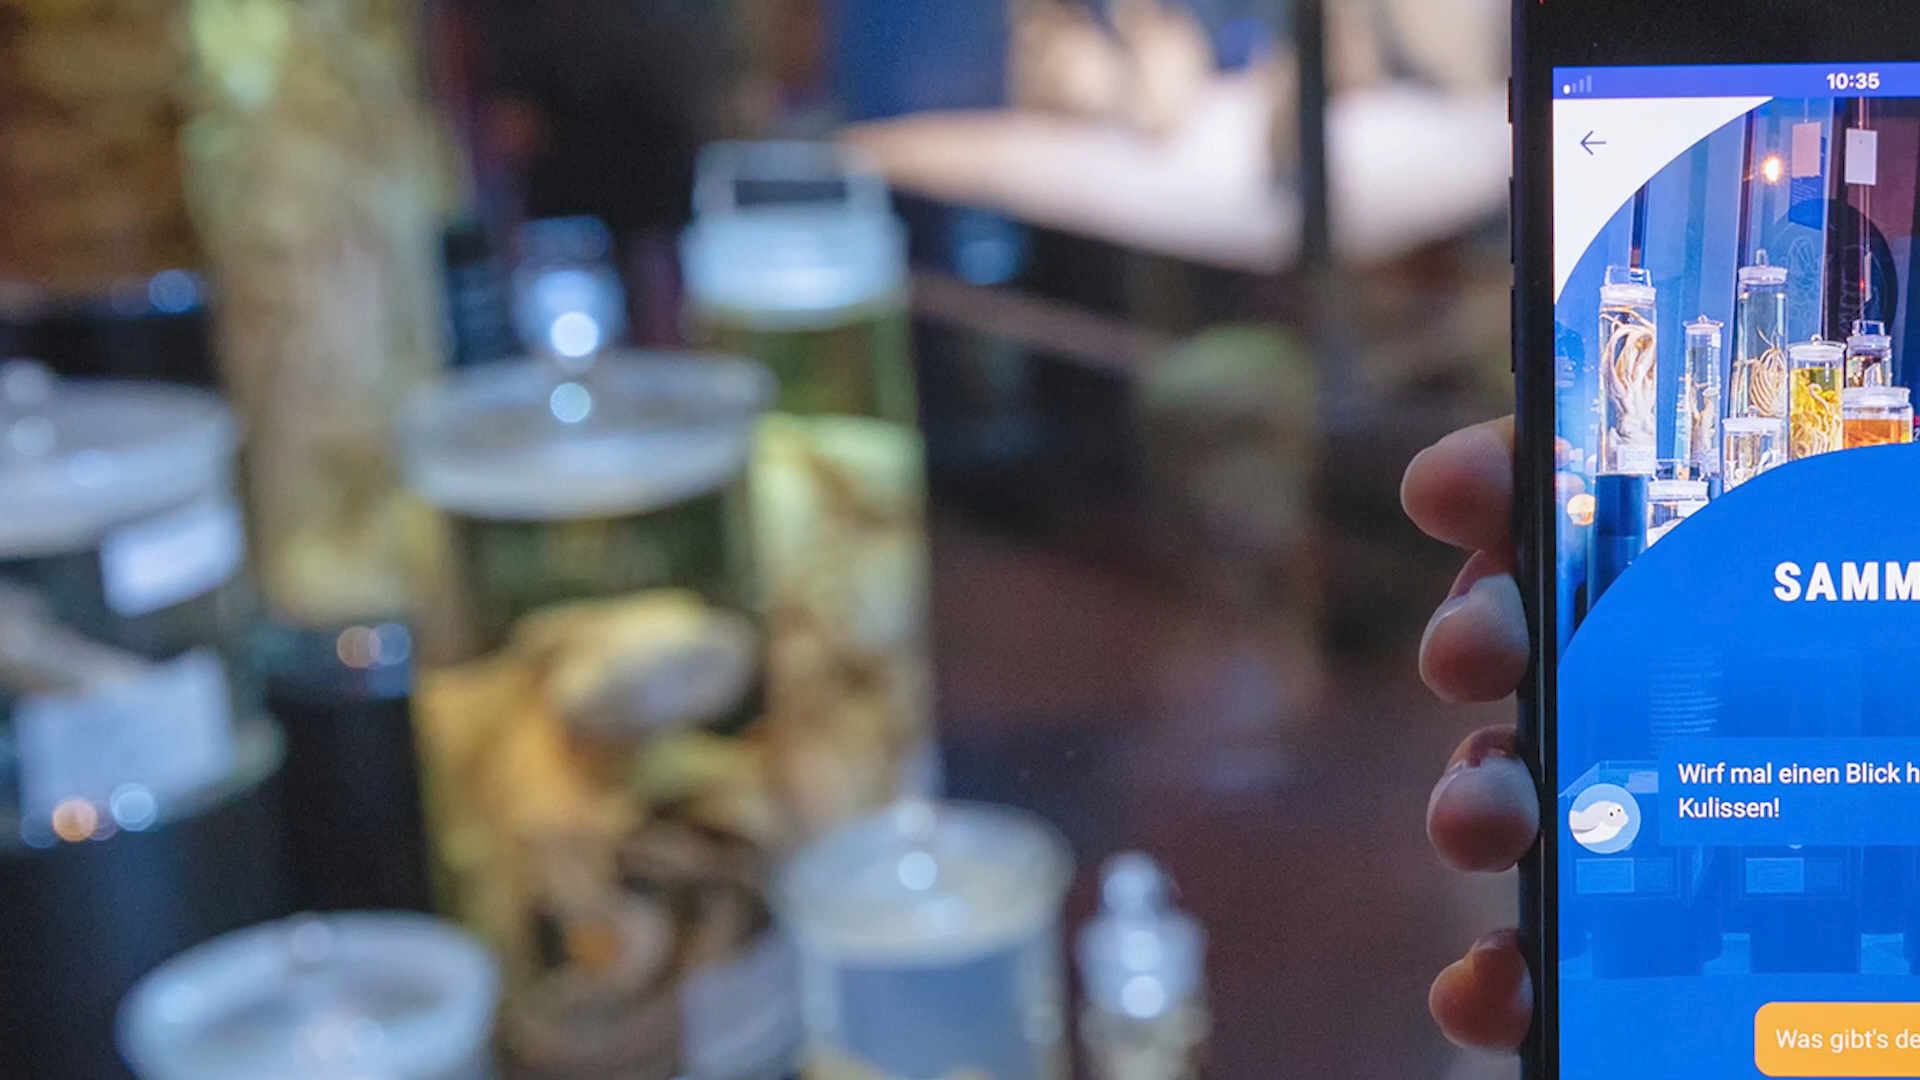 10:35
SAMM
Wirf mal einen Blick h
Kulissen!
Was gibt's de